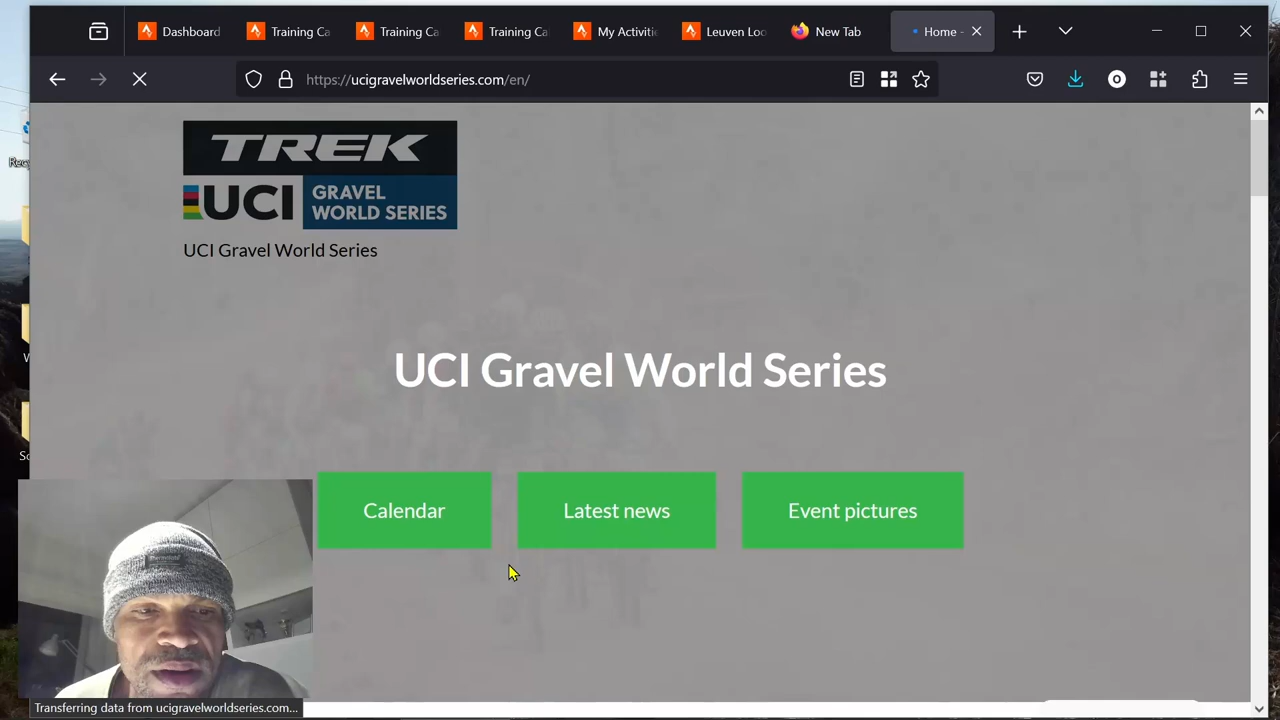 Dashboard
Training Ca
Training Ca
Training Ca
My Activitie
Leuven Loo
New Tab
Home -
https://ucigravelworldseries.com/en/
TREK
UCI GRAVEL
WORLD SERIES
UCI Gravel World Series
UCI Gravel World Series
Calendar
Latest news
Event pictures
Transferring data from ucigravelworldseries.com...